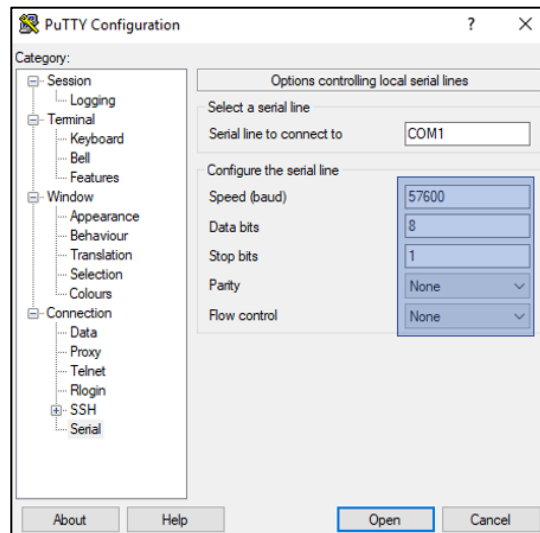 PuTTY Configuration
?
Category:
Session
Logging
Terminal
Keyboard
Bell
Features
Window
Appearance
Behaviour
Translation
Selection
Colours
Connection
Data
Proxy
Telnet
Rlogin
SSH
Serial
Options controlling local serial lines
Select a serial line
Serial line to connect to COM1
Configure the serial line
Speed (baud) 57600
Data bits 8
Stop bits 1
Parity None
Flow control None
About Help Open Cancel